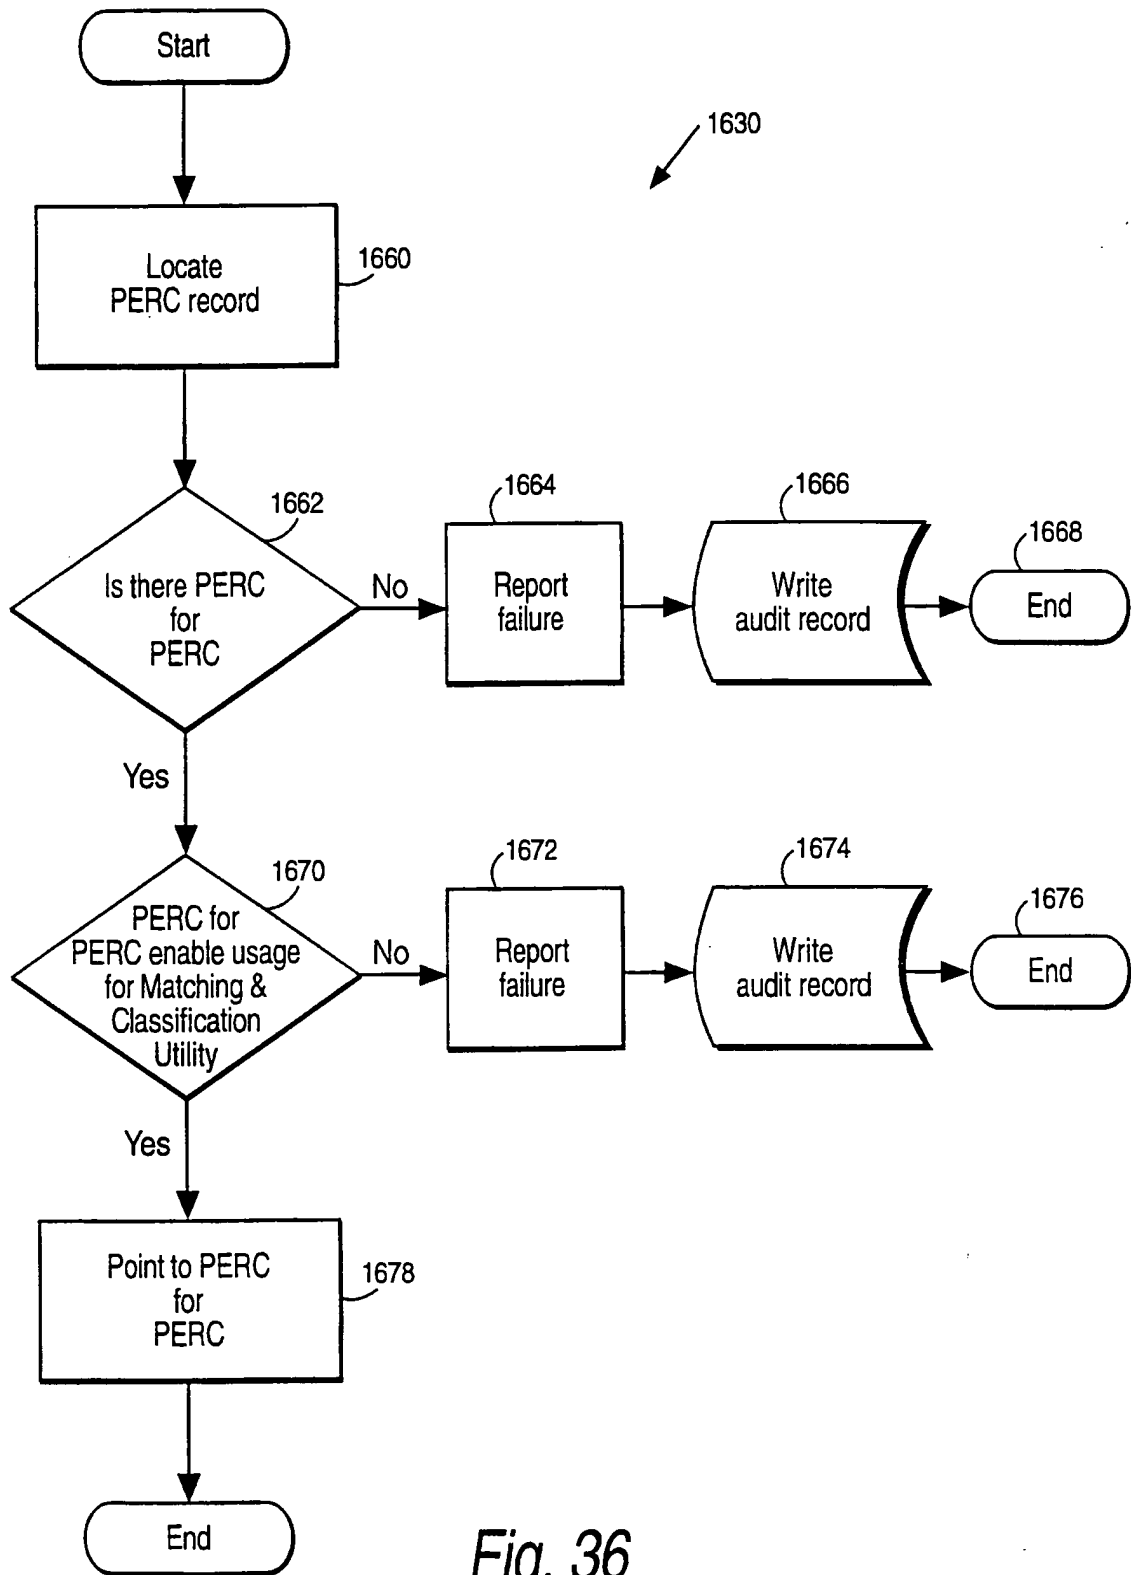 Start
1630
Locate
PERC record
1660
1662
Is there PERC
for
PERC
No
1664
Report
failure
1666
Write
audit record
1668
End
Yes
1670
PERC for
PERC enable usage
for Matching &
Classification
Utility
No
1672
Report
failure
1674
Write
audit record
1676
End
Yes
Point to PERC
for
PERC
1678
End
Fig. 36